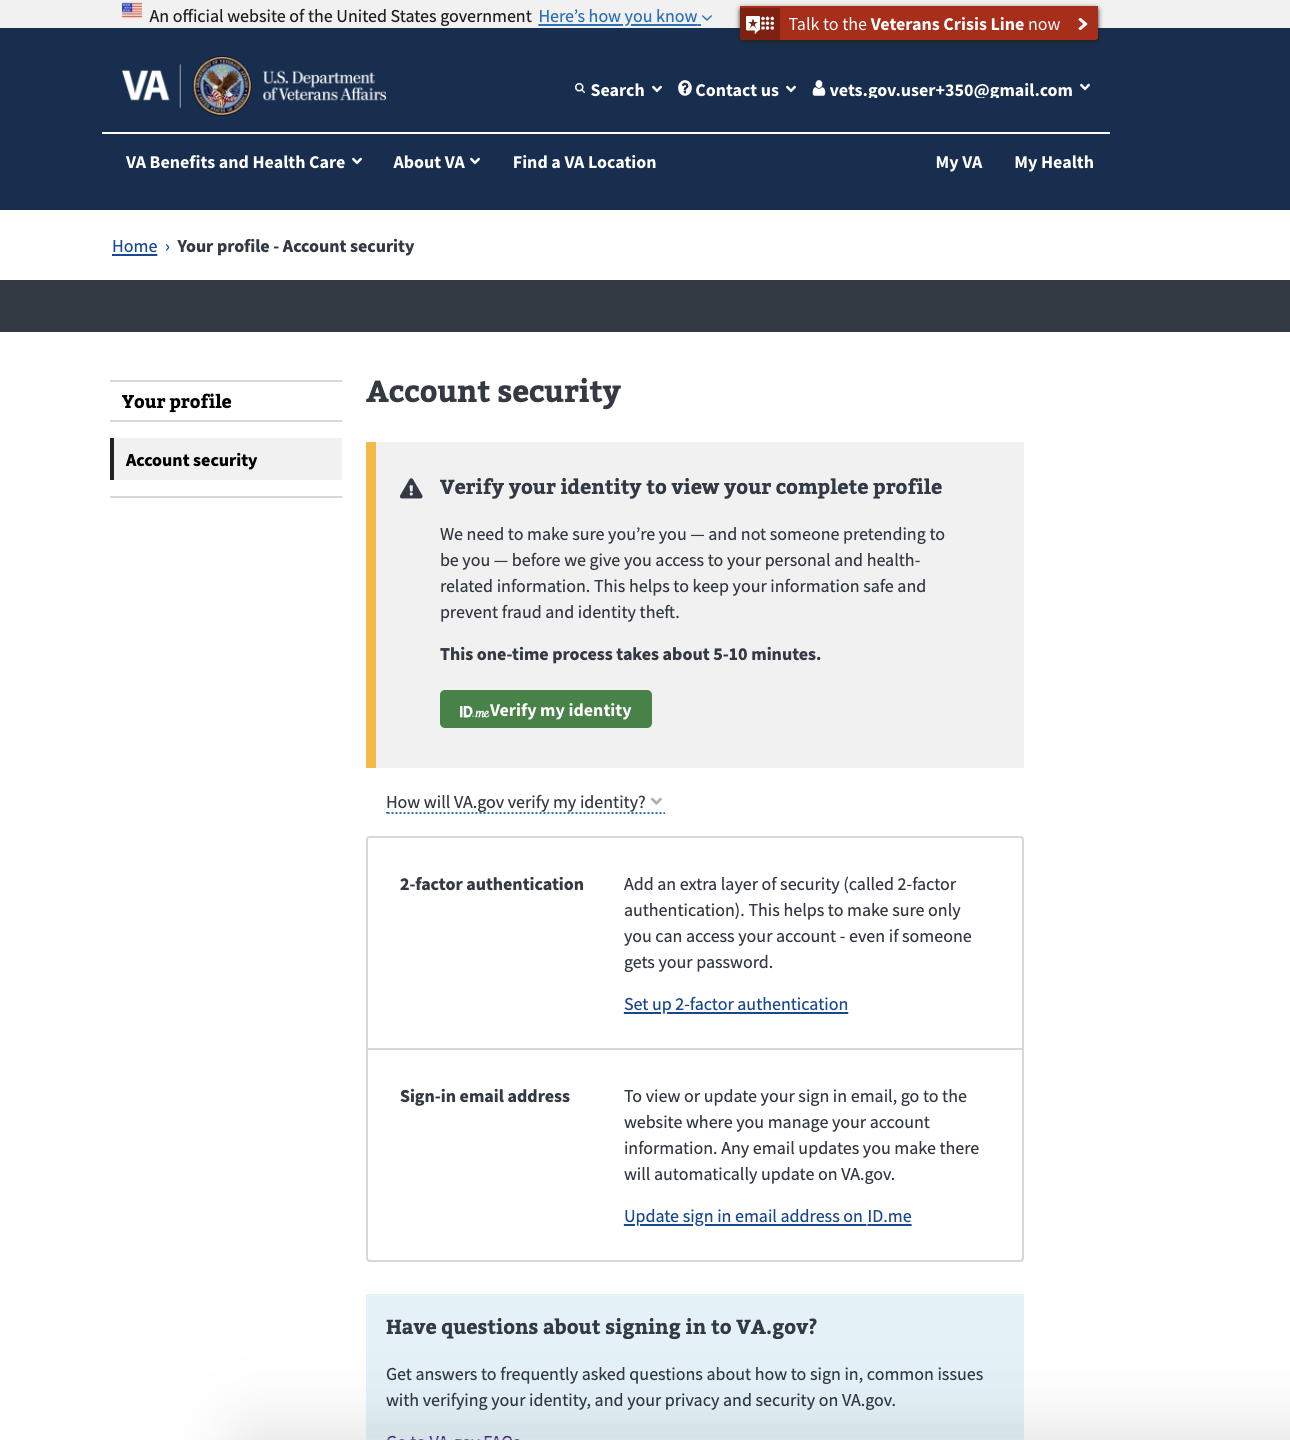 An official website of the United States government Here's how you know
Talk to the Veterans Crisis Line now
VA
U.S. Department
of Veterans Affairs
Search
Contact us
vets.gov.user+350@gmail.com
VA Benefits and Health Care
About VA
Find a VA Location
My VA
My Health
Home › Your profile - Account security
Your profile
Account security
Account security
Verify your identity to view your complete profile
We need to make sure you’re you — and not someone pretending to
be you — before we give you access to your personal and health-
related information. This helps to keep your information safe and
prevent fraud and identity theft.
This one-time process takes about 5-10 minutes.
ID.me Verify my identity
How will VA.gov verify my identity?
2-factor authentication
Add an extra layer of security (called 2-factor
authentication). This helps to make sure only
you can access your account - even if someone
gets your password.
Set up 2-factor authentication
Sign-in email address
To view or update your sign in email, go to the
website where you manage your account
information. Any email updates you make there
will automatically update on VA.gov.
Update sign in email address on ID.me
Have questions about signing in to VA.gov?
Get answers to frequently asked questions about how to sign in, common issues
with verifying your identity, and your privacy and security on VA.gov.
Go to VA.gov FAQs